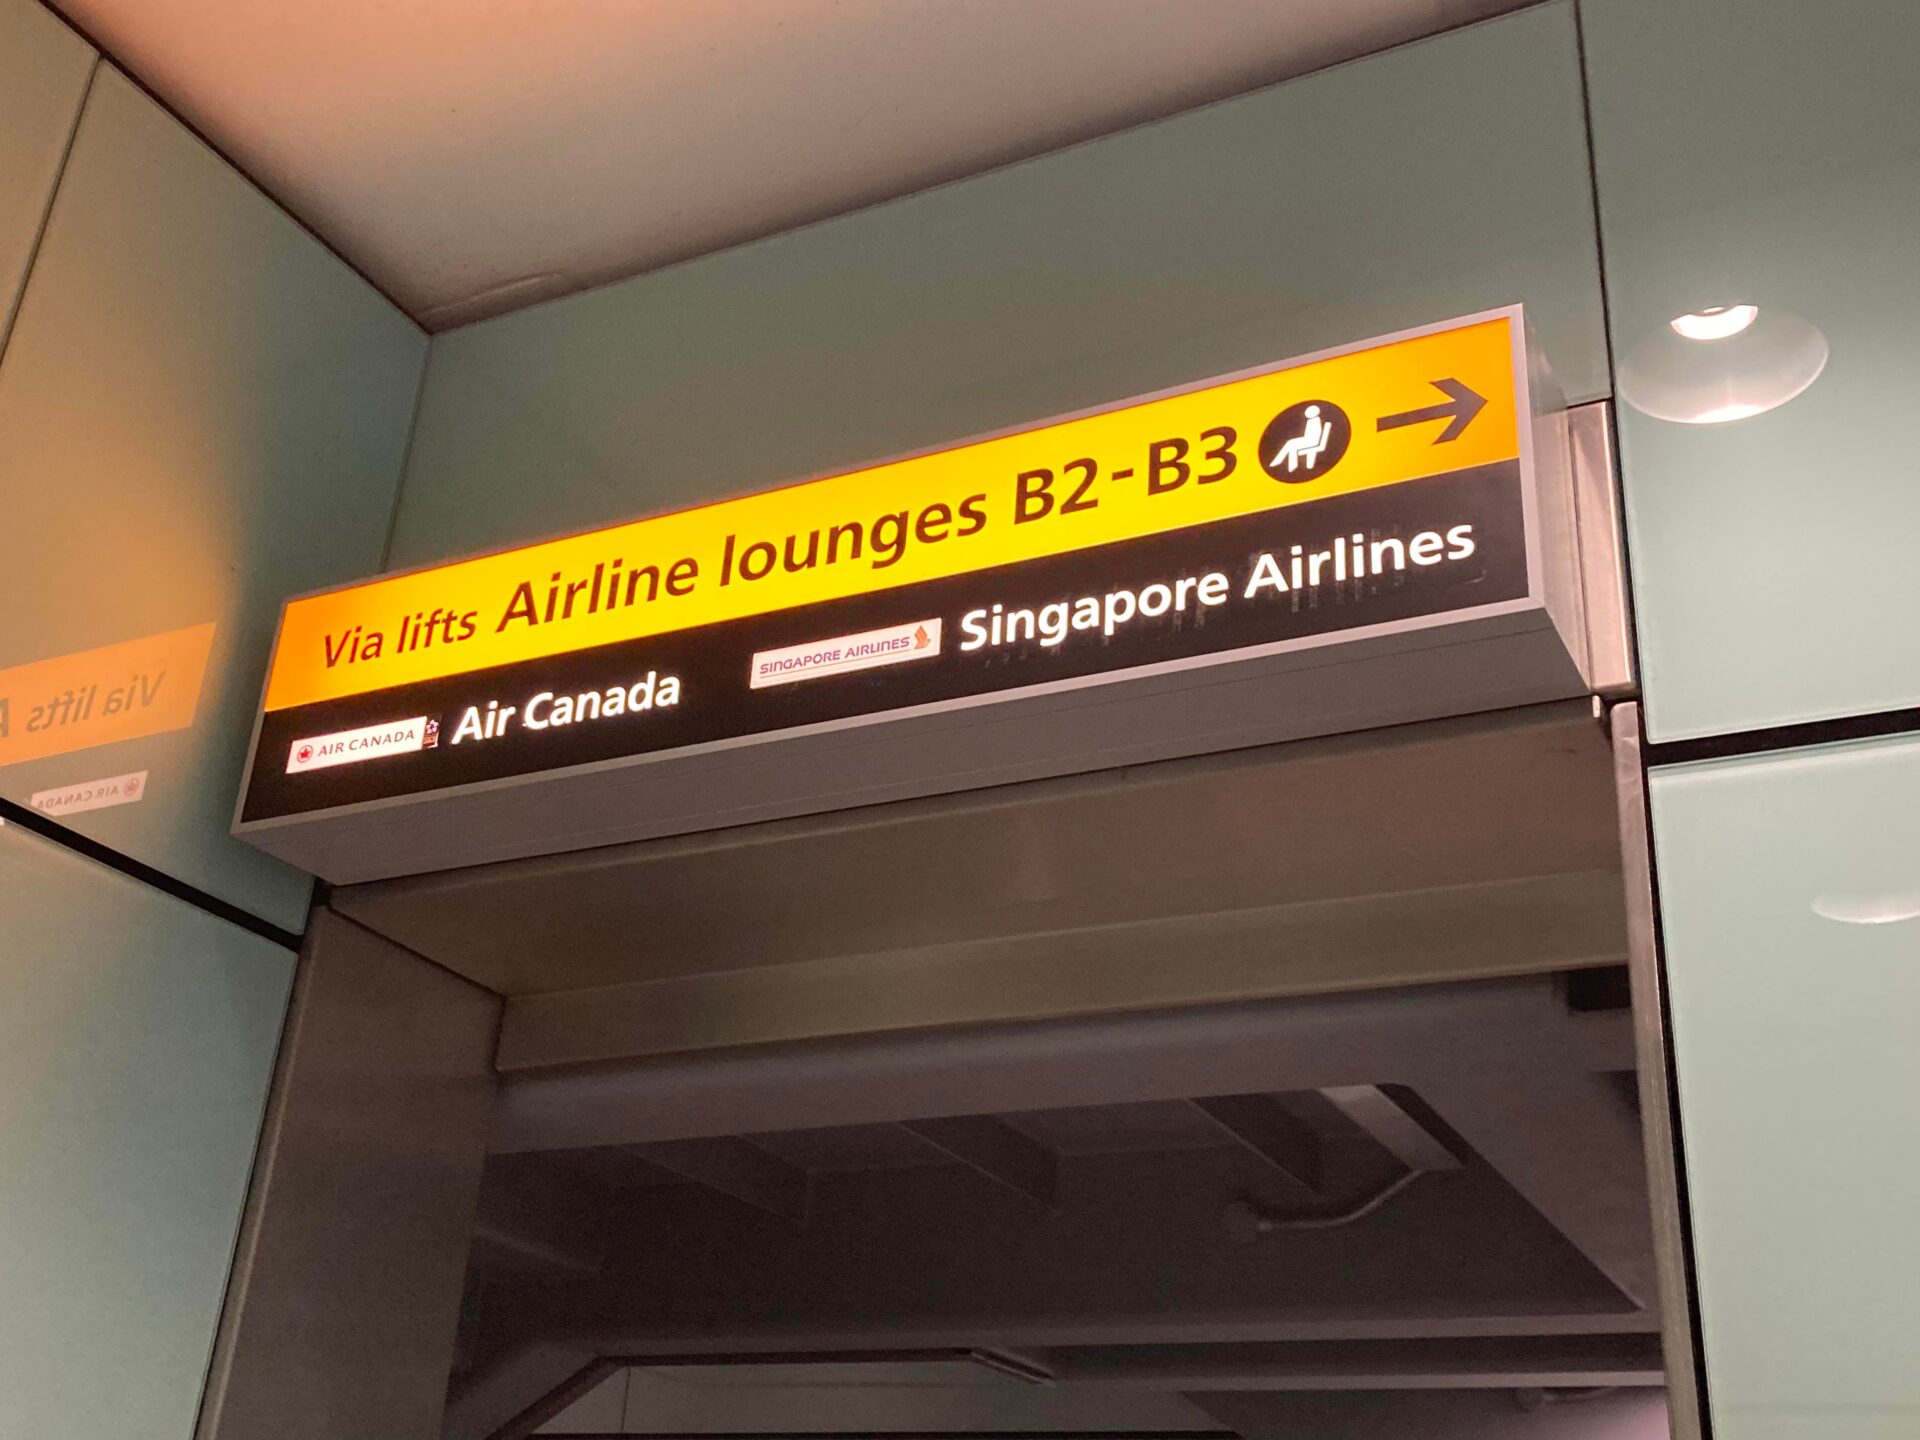 Via lifts Airline lounges B2-B3
AIR CANADA Air Canada SINGAPORE AIRLINES Singapore Airlines
Via lifts A
AIR CANADA